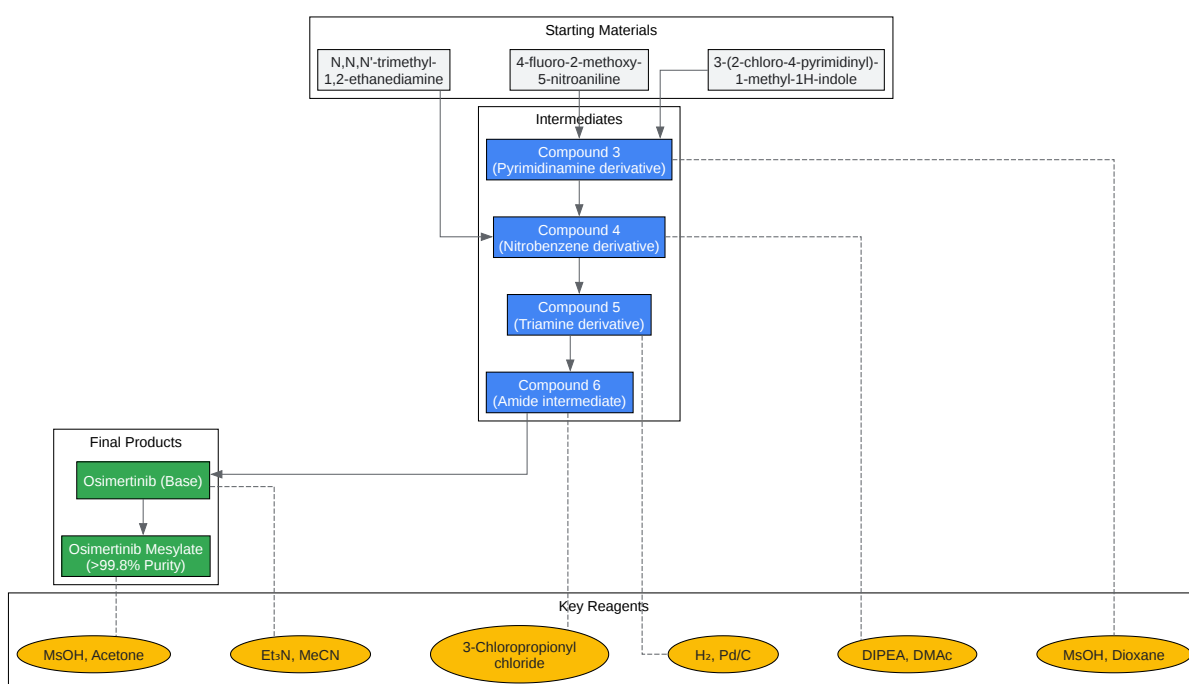 Starting Materials
N,N,N'-trimethyl-
1,2-ethanediamine
4-fluoro-2-methoxy-
5-nitroaniline
3-(2-chloro-4-pyrimidinyl)-
1-methyl-1H-indole
Intermediates
Compound 3
(Pyrimidinamine derivative)
Compound 4
(Nitrobenzene derivative)
Compound 5
(Triamine derivative)
Compound 6
(Amide intermediate)
Final Products
Osimertinib (Base)
Osimertinib Mesylate
(>99.8% Purity)
Key Reagents
MsOH, Acetone
Et₃N, MeCN
3-Chloropropionyl
chloride
H₂, Pd/C
DIPEA, DMAc
MsOH, Dioxane